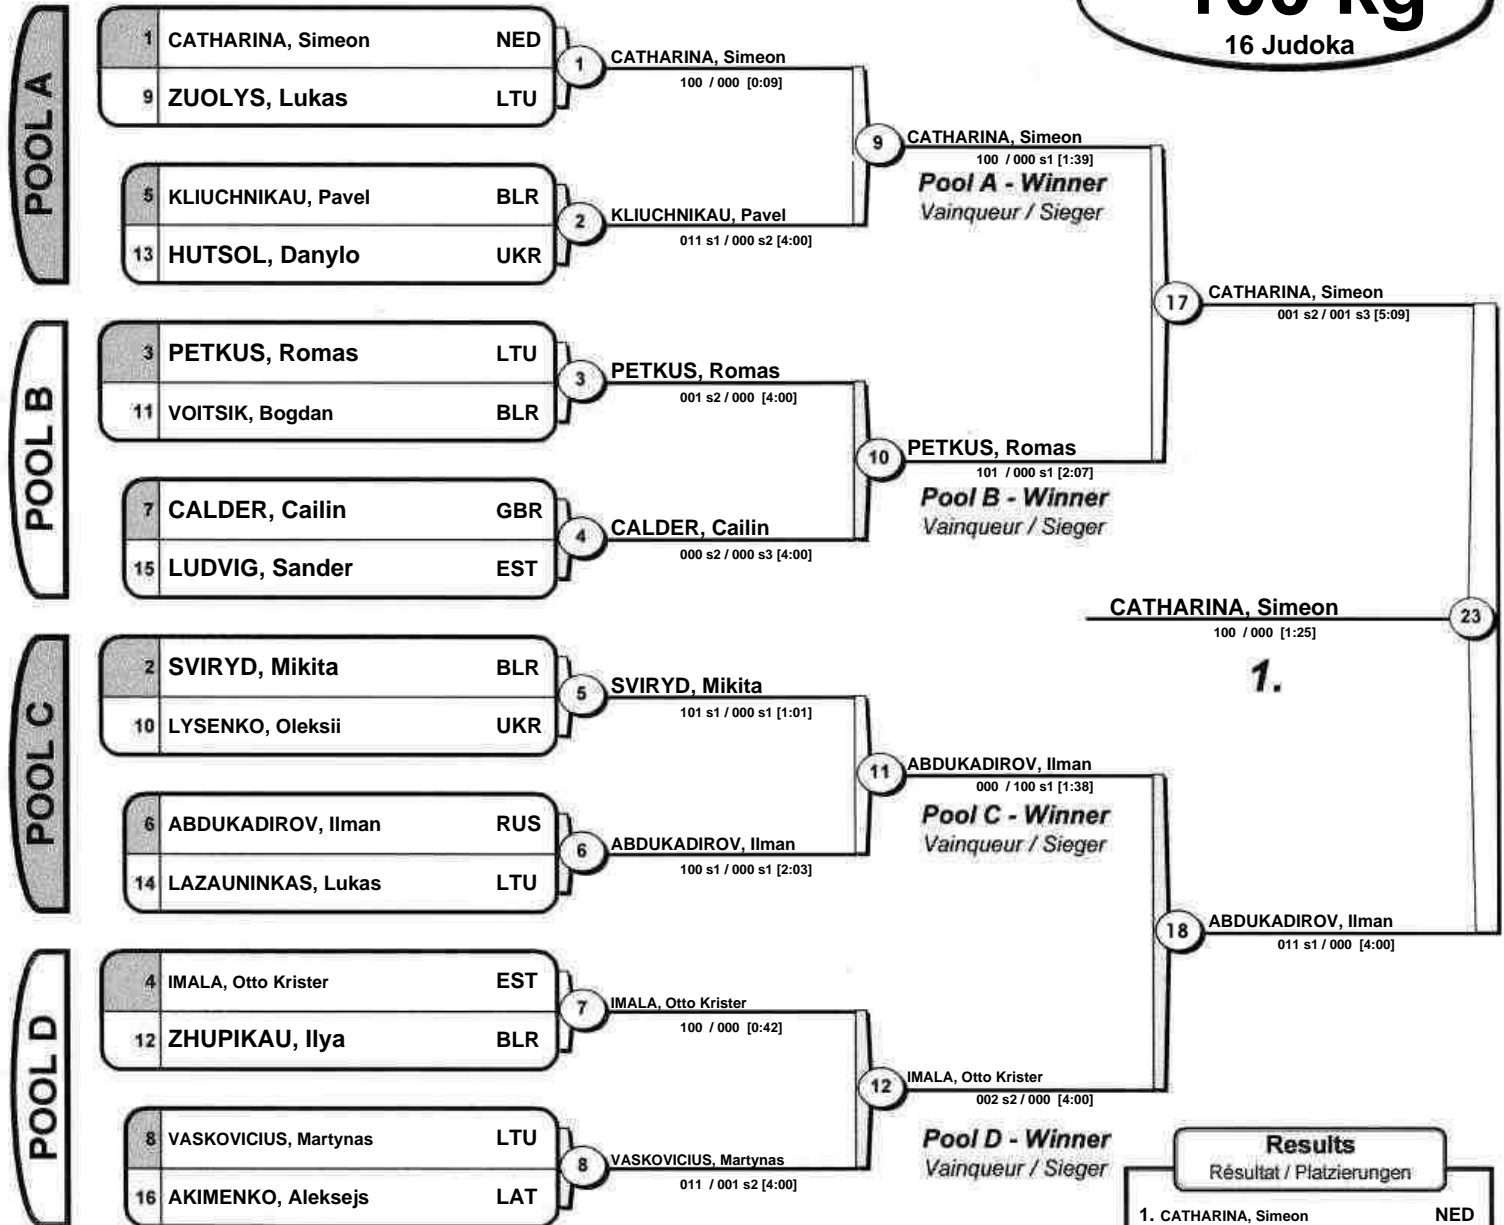 100 kg
16 Judoka
POOL A
1 CATHARINA, Simeon NED
9 ZUOLYS, Lukas LTU
5 KLIUCHNIKAU, Pavel BLR
13 HUTSOL, Danylo UKR
1 CATHARINA, Simeon
100 / 000 [0:09]
2 KLIUCHNIKAU, Pavel
011 s1 / 000 s2 [4:00]
9 CATHARINA, Simeon
100 / 000 s1 [1:39]
Pool A - Winner
Vainqueur / Sieger
POOL B
3 PETKUS, Romas LTU
11 VOITSIK, Bogdan BLR
7 CALDER, Cailin GBR
15 LUDVIG, Sander EST
3 PETKUS, Romas
001 s2 / 000 [4:00]
4 CALDER, Cailin
000 s2 / 000 s3 [4:00]
10 PETKUS, Romas
101 / 000 s1 [2:07]
Pool B - Winner
Vainqueur / Sieger
17 CATHARINA, Simeon
001 s2 / 001 s3 [5:09]
CATHARINA, Simeon 23
100 / 000 [1:25]
1.
POOL C
2 SVIRYD, Mikita BLR
10 LYSENKO, Oleksii UKR
6 ABDUKADIROV, Ilman RUS
14 LAZAUNINKAS, Lukas LTU
5 SVIRYD, Mikita
101 s1 / 000 s1 [1:01]
6 ABDUKADIROV, Ilman
100 s1 / 000 s1 [2:03]
11 ABDUKADIROV, Ilman
000 / 100 s1 [1:38]
Pool C - Winner
Vainqueur / Sieger
18 ABDUKADIROV, Ilman
011 s1 / 000 [4:00]
POOL D
4 IMALA, Otto Krister EST
12 ZHUPIKAU, Ilya BLR
8 VASKOVICIUS, Martynas LTU
16 AKIMENKO, Aleksejs LAT
7 IMALA, Otto Krister
100 / 000 [0:42]
8 VASKOVICIUS, Martynas
011 / 001 s2 [4:00]
12 IMALA, Otto Krister
002 s2 / 000 [4:00]
Pool D - Winner
Vainqueur / Sieger
Results
Résultat / Platzierungen
1. CATHARINA, Simeon NED